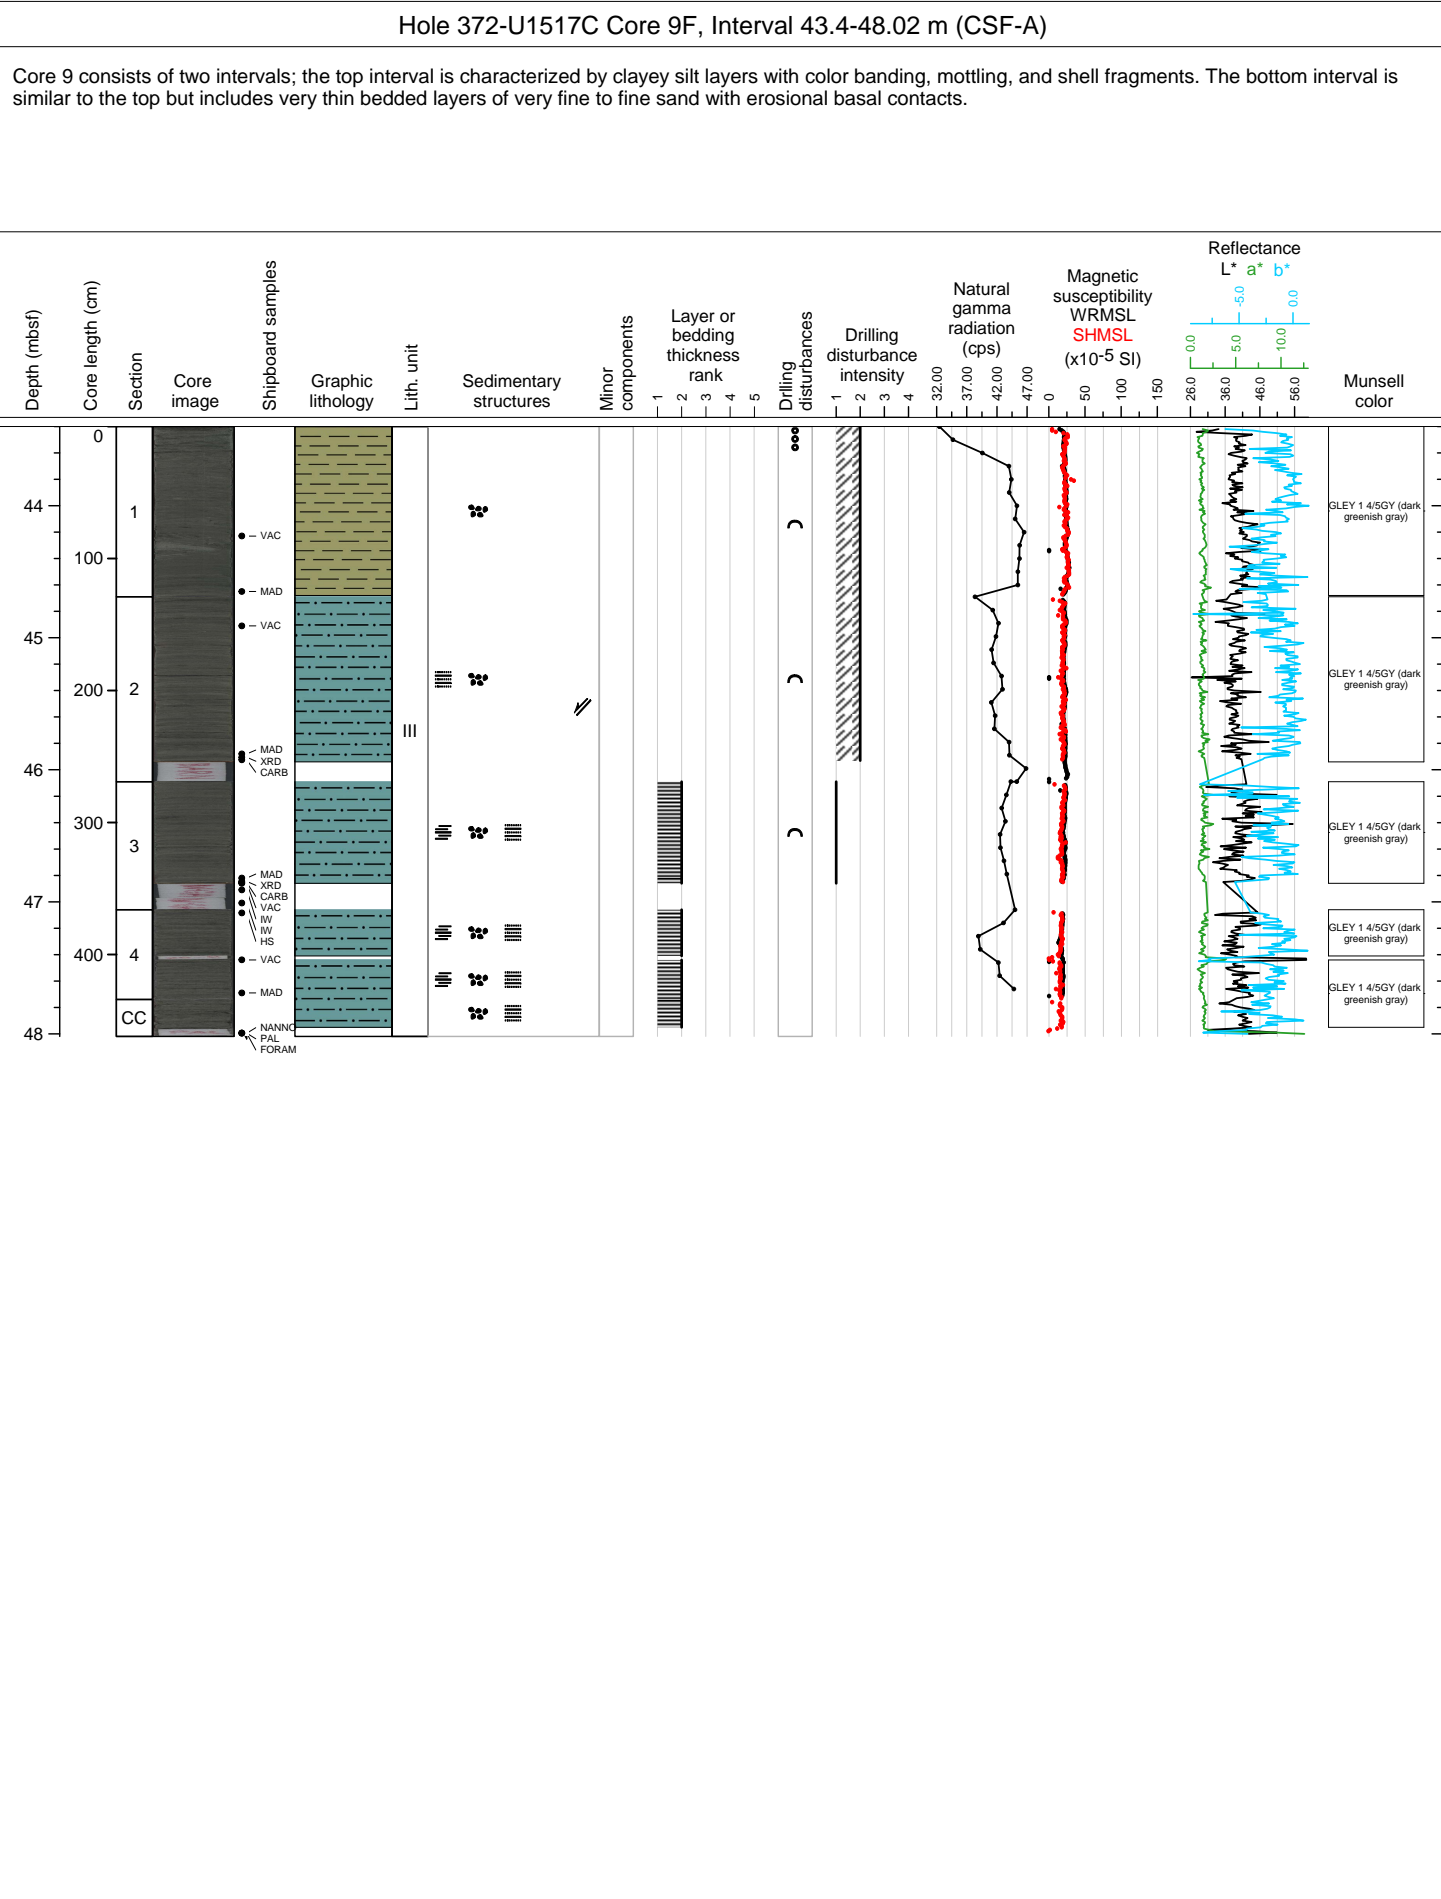 Hole 372-U1517C Core 9F, Interval 43.4-48.02 m (CSF-A)
Core 9 consists of two intervals; the top interval is characterized by clayey silt layers with color banding, mottling, and shell fragments. The bottom interval is
similar to the top but includes very thin bedded layers of very fine to fine sand with erosional basal contacts.
Depth (mbsf)
Core length (cm)
Section
Core
image
Shipboard samples
Graphic
lithology
Lith. unit
Sedimentary
structures
Minor
components
Layer or
bedding
thickness
rank
1 2 3 4 5
Drilling
disturbances
Drilling
disturbance
intensity
1 2 3 4
Natural
gamma
radiation
(cps)
32.00 37.00 42.00 47.00
Magnetic
susceptibility
WRMSL
SHMSL
(x10-5 SI)
0 50 100 150
Reflectance
L* a* b*
-5.0 0.0
0.0 5.0 10.0
26.0 36.0 46.0 56.0
Munsell
color
44
45
46
47
48
0
100
200
300
400
1
2
3
4
CC
VAC
MAD
VAC
MAD
XRD
CARB
MAD
XRD
CARB
VAC
IW
IW
HS
VAC
MAD
NANNO
PAL
FORAM
III
GLEY 1 4/5GY (dark
greenish gray)
GLEY 1 4/5GY (dark
greenish gray)
GLEY 1 4/5GY (dark
greenish gray)
GLEY 1 4/5GY (dark
greenish gray)
GLEY 1 4/5GY (dark
greenish gray)